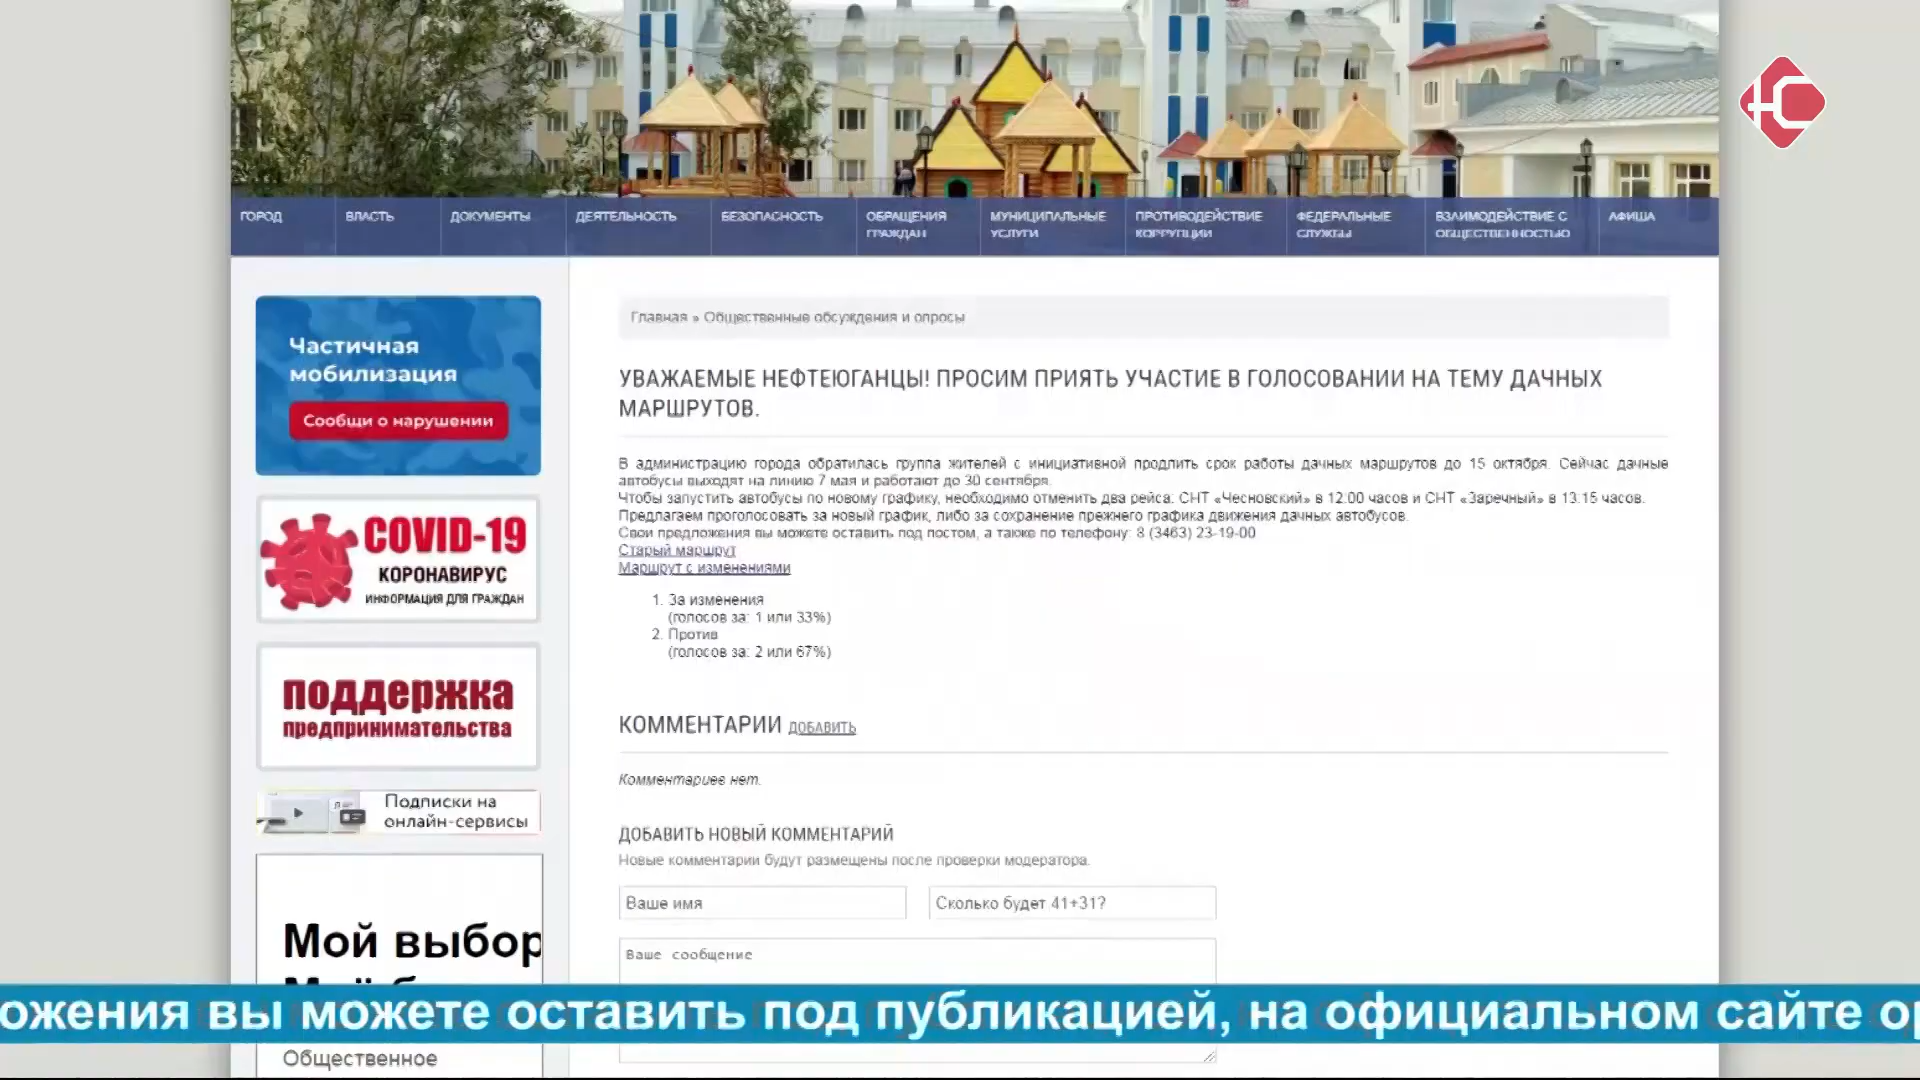 ГОРОД
ВЛАСТЬ
ДОКУМЕНТЫ
ДЕЯТЕЛЬНОСТЬ
БЕЗОПАСНОСТЬ
ОБРАЩЕНИЯ
ГРАЖДАН
МУНИЦИПАЛЬНЫЕ
УСЛУГИ
ПРОТИВОДЕЙСТВИЕ
КОРРУПЦИИ
ФЕДЕРАЛЬНЫЕ
СЛУЖБЫ
ВЗАИМОДЕЙСТВИЕ С
ОБЩЕСТВЕННОСТЬЮ
АФИША
Частичная
мобилизация
Сообщи о нарушении
COVID-19
КОРОНАВИРУС
ИНФОРМАЦИЯ ДЛЯ ГРАЖДАН
поддержка
предпринимательства
Подписки на
онлайн-сервисы
Мой выбор
Общественное
Главная » Общественные обсуждения и опросы
УВАЖАЕМЫЕ НЕФТЕЮГАНЦЫ! ПРОСИМ ПРИЯТЬ УЧАСТИЕ В ГОЛОСОВАНИИ НА ТЕМУ ДАЧНЫХ
МАРШРУТОВ.
В администрацию города обратилась группа жителей с инициативной продлить срок работы дачных маршрутов до 15 октября. Сейчас дачные
автобусы выходят на линию 7 мая и работают до 30 сентября.
Чтобы запустить автобусы по новому графику, необходимо отменить два рейса: СНТ «Чесновский» в 12:00 часов и СНТ «Заречный» в 13:15 часов.
Предлагаем проголосовать за новый график, либо за сохранение прежнего графика движения дачных автобусов.
Свои предложения вы можете оставить под постом, а также по телефону: 8 (3463) 23-19-00
Старый маршрут
Маршрут с изменениями
1. За изменения
(голосов за: 1 или 33%)
2. Против
(голосов за: 2 или 67%)
КОММЕНТАРИИ ДОБАВИТЬ
Комментариев нет.
ДОБАВИТЬ НОВЫЙ КОММЕНТАРИЙ
Новые комментарии будут размещены после проверки модератора.
Ваше имя
Сколько будет 41+31?
Ваше сообщение
ожения вы можете оставить под публикацией, на официальном сайте ор